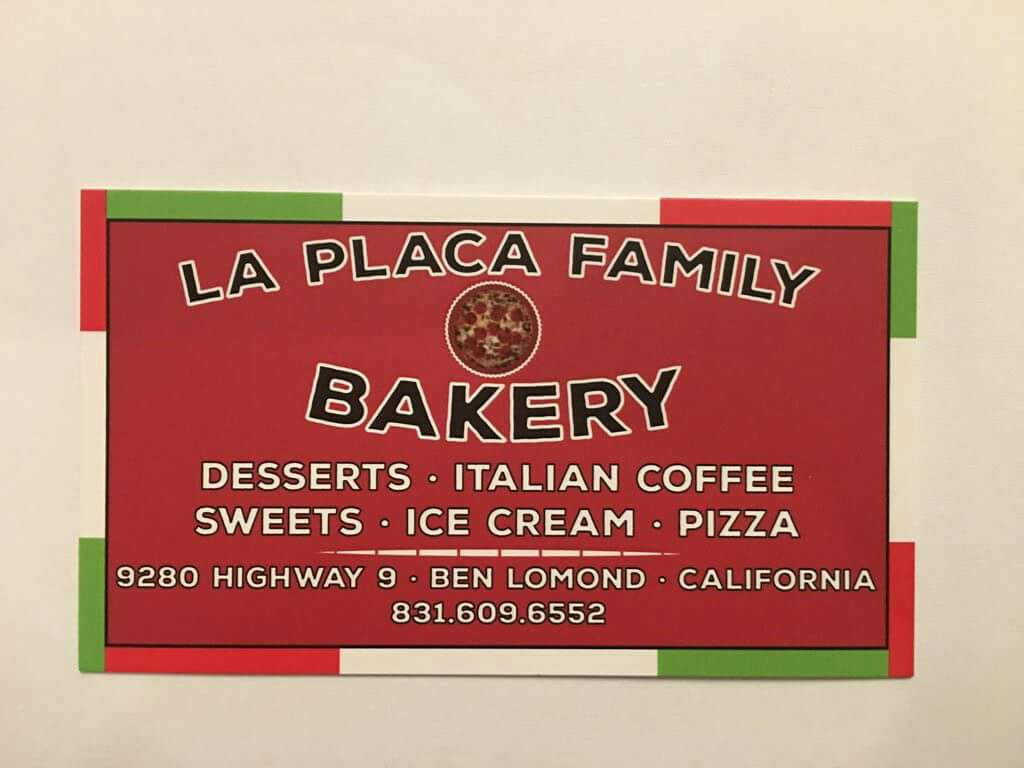 LA PLACA FAMILY
BAKERY
DESSERTS · ITALIAN COFFEE
SWEETS · ICE CREAM · PIZZA
9280 HIGHWAY 9 · BEN LOMOND · CALIFORNIA
831.609.6552